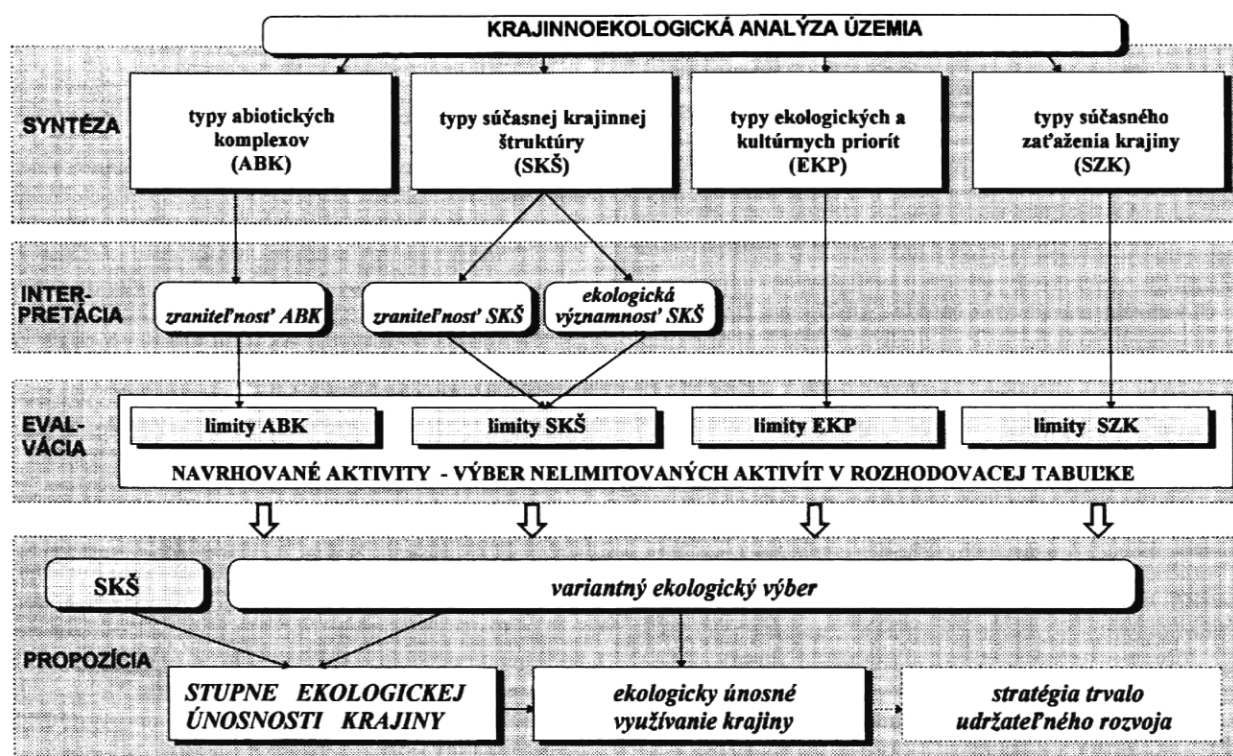 KRAJINNOEKOLOGICKÁ ANALÝZA ÚZEMIA
SYNTÉZA
typy abiotických
komplexov
(ABK)
typy súčasnej krajinnej
štruktúry
(SKŠ)
typy ekologických a
kultúrnych priorít
(EKP)
typy súčasného
zaťaženia krajiny
(SZK)
INTER-
PRETÁCIA
zraniteľnosť ABK
zraniteľnosť SKŠ
ekologická
významnosť SKŠ
EVAL-
VÁCIA
limity ABK
limity SKŠ
limity EKP
limity SZK
NAVRHOVANÉ AKTIVITY - VÝBER NELIMITOVANÝCH AKTIVÍT V ROZHODOVACEJ TABUĽKE
SKŠ
variantný ekologický výber
PROPOZÍCIA
STUPNE EKOLOGICKEJ
ÚNOSNOSTI KRAJINY
ekologicky únosné
využívanie krajiny
stratégia trvalo
udržateľného rozvoja